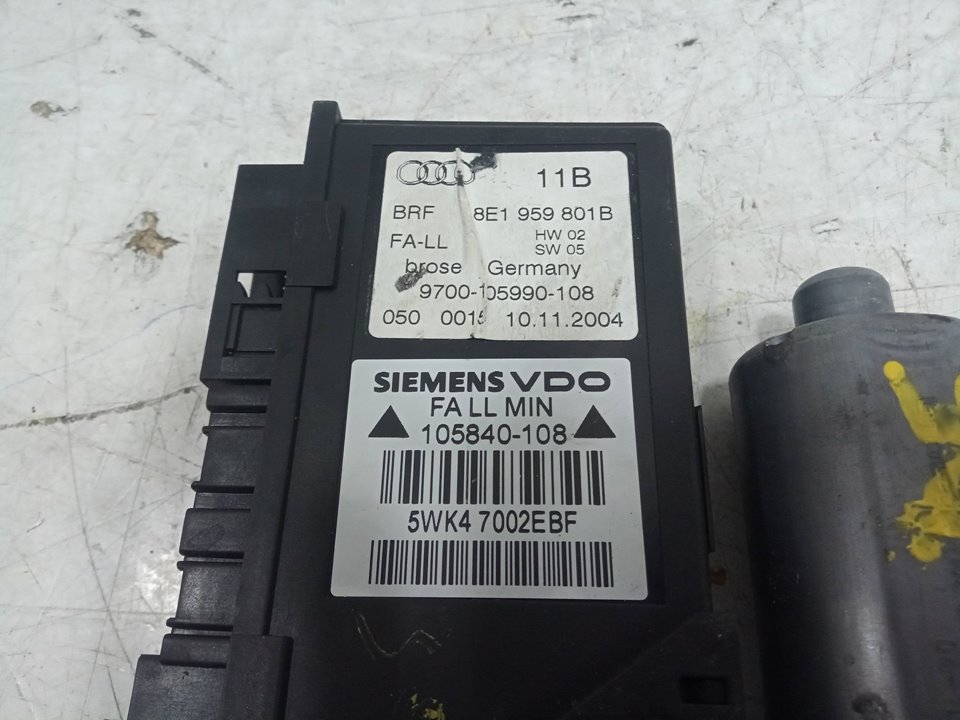 11B
BRF 8E1 959 801B
FA-LL HW 02
SW 05
brose Germany
9700-105990-108
050 0015 10.11.2004
SIEMENS VDO
FA LL MIN
105840-108
5WK4 7002EBF